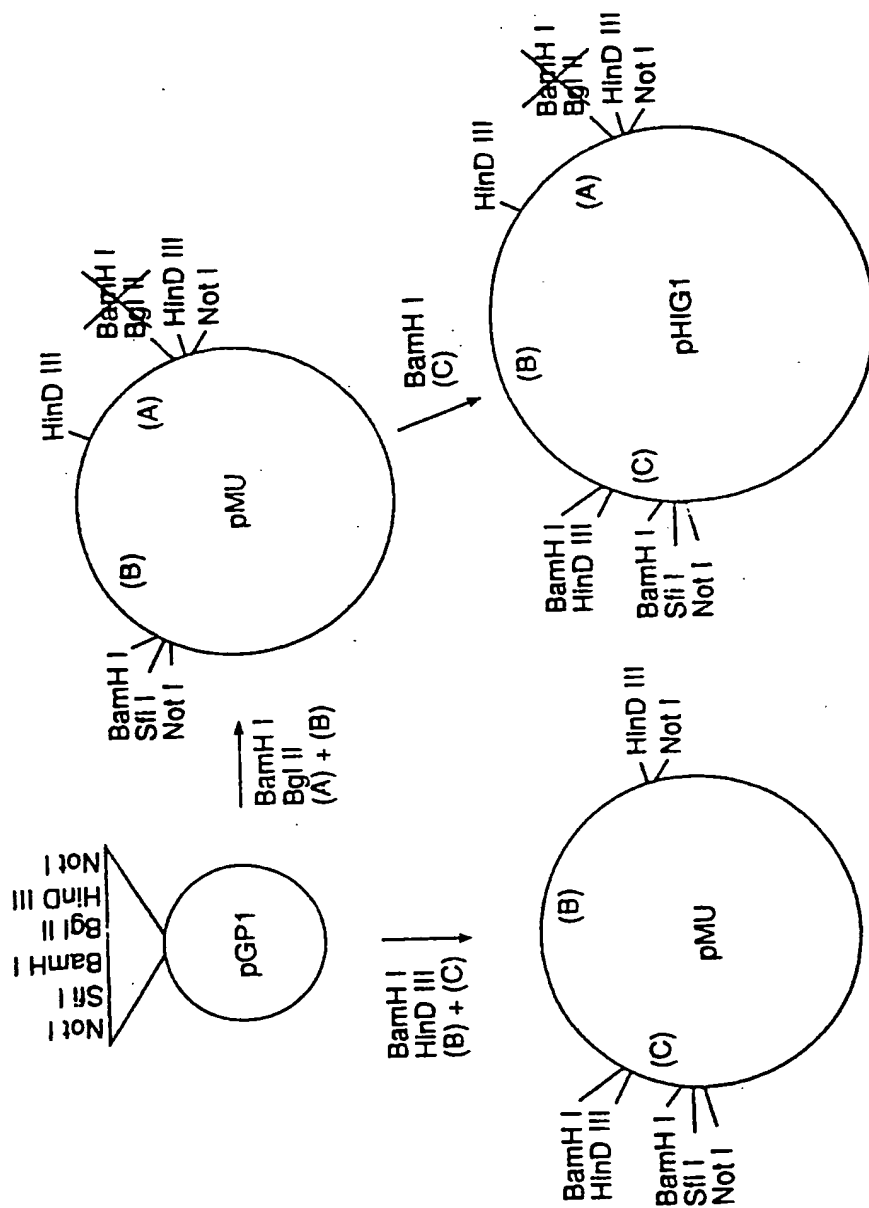 Not I
Sfi I
BamH I
Bgl II
HinD III
Not I
pGP1
BamH I
Bgl II
(A) + (B)
BamH I
HinD III
(B) + (C)
BamH I
Sfi I
Not I
(B)
HinD III
(A)
BamH I
Bgl II
HinD III
Not I
pMU
BamH I
(C)
BamH I
HinD III
(C)
BamH I
Sfi I
Not I
(B)
HinD III
Not I
pMU
BamH I
HinD III
(C)
BamH I
Sfi I
Not I
(B)
HinD III
(A)
BamH I
Bgl II
HinD III
Not I
pHIG1